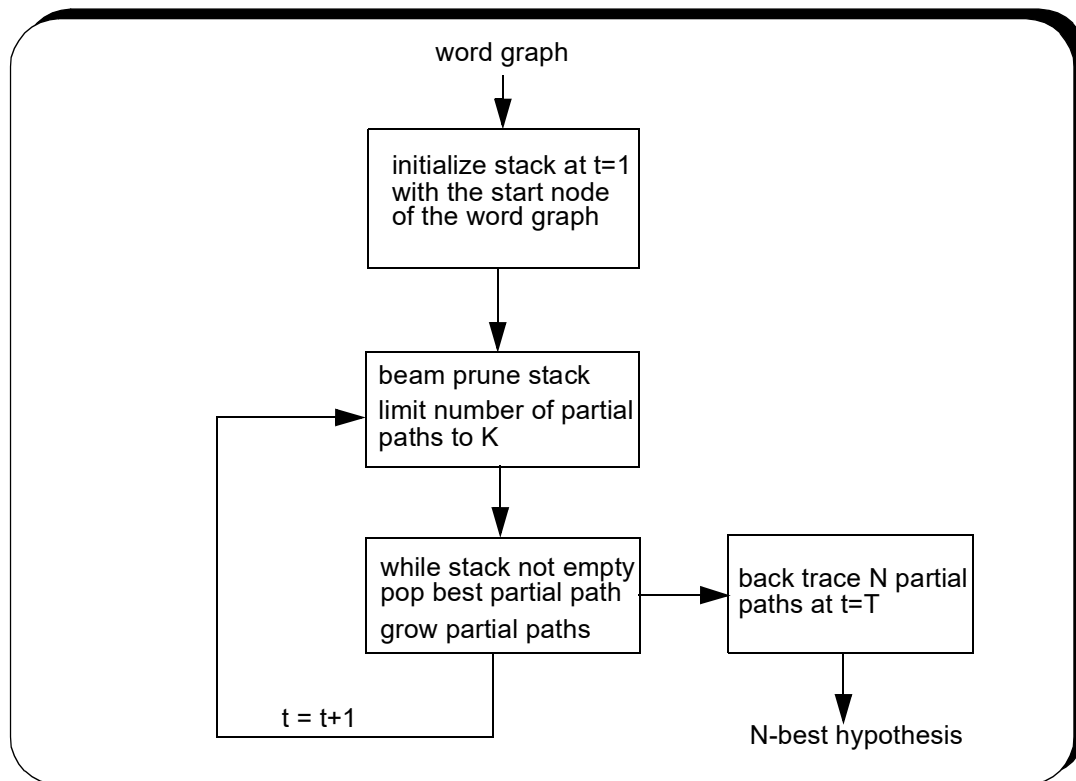 word graph
initialize stack at t=1
with the start node
of the word graph
beam prune stack
limit number of partial
paths to K
while stack not empty
pop best partial path
grow partial paths
back trace N partial
paths at t=T
t = t+1
N-best hypothesis